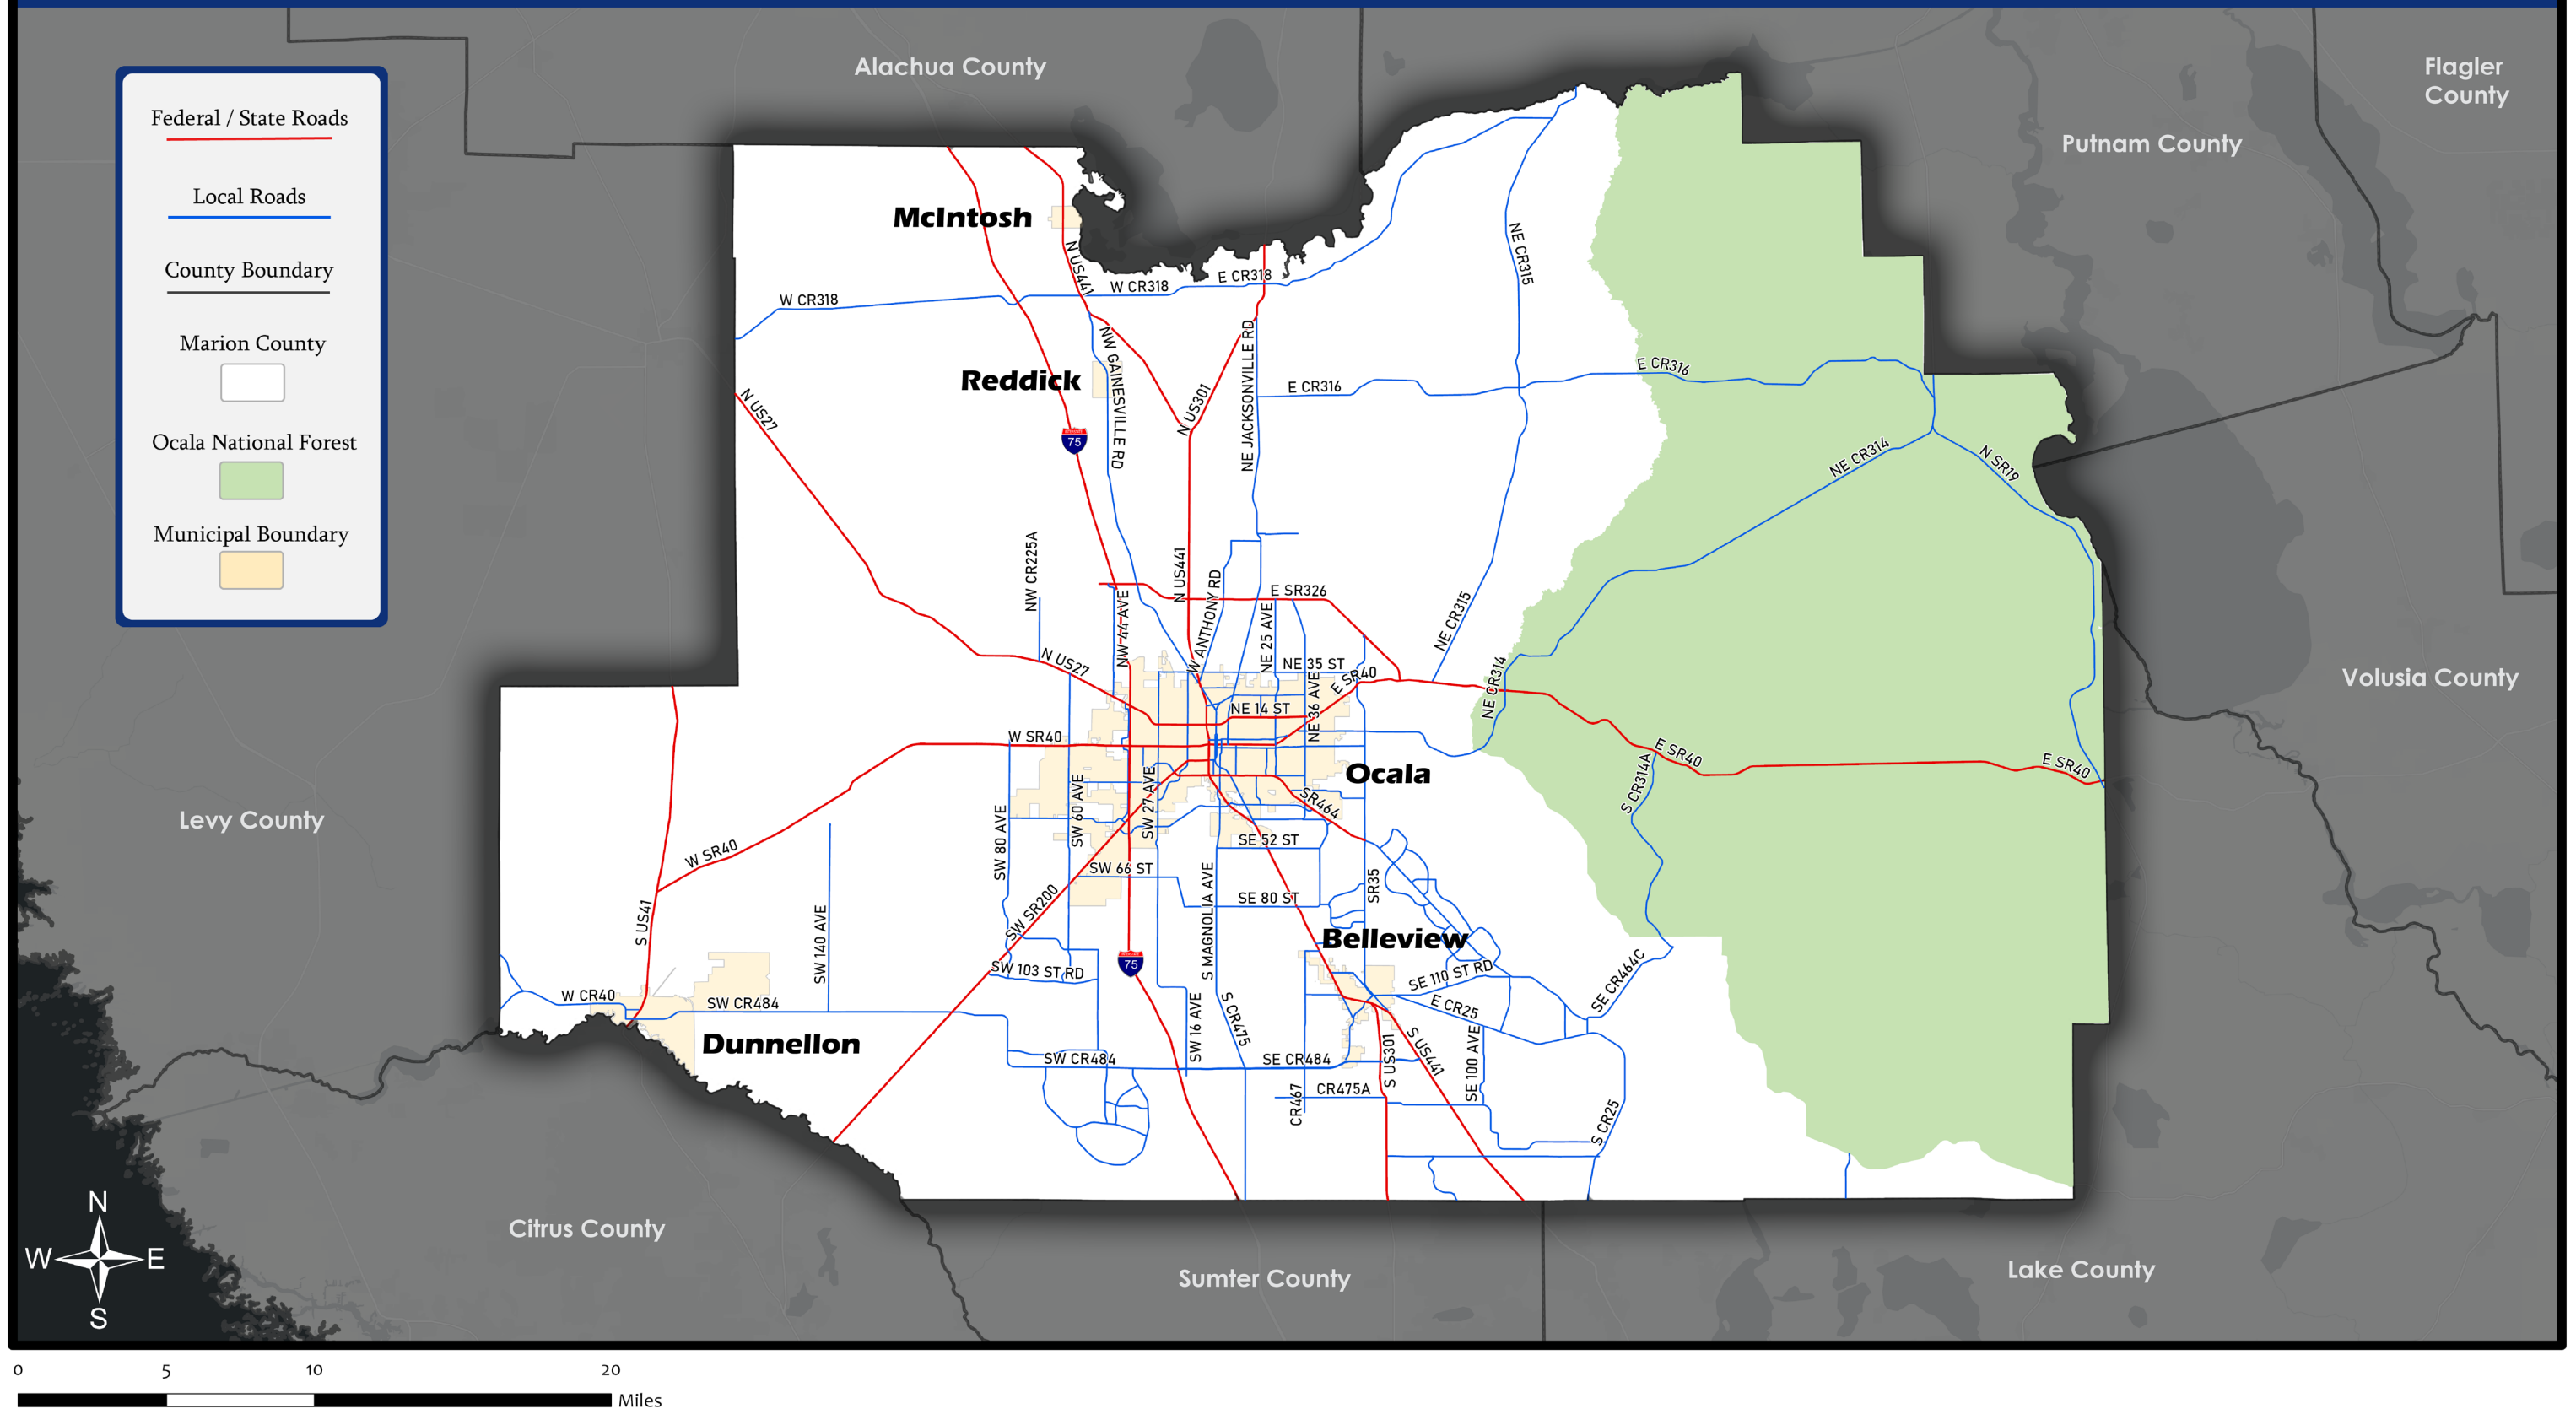 Alachua County
Flagler
County
Putnam County
Federal / State Roads
Local Roads
County Boundary
Marion County
Ocala National Forest
Municipal Boundary
McIntosh
N US441
W CR318
W CR318
E CR318
NE CR315
Reddick
NW GAINESVILLE RD
N US301
NE JACKSONVILLE RD
E CR316
E CR316
N US27
75
NE CR314
N SR19
NW CR225A
N US441
W ANTHONY RD
E SR326
NW 44 AVE
NE 25 AVE
NE CR315
N US27
NE 35 ST
E SR40
NE CR314
NE 36 AVE
NE 14 ST
Volusia County
W SR40
Ocala
E SR40
E SR40
S CR314A
Levy County
SW 80 AVE
SW 60 AVE
SW 27 AVE
SR464
W SR40
SE 52 ST
SW 66 ST
S MAGNOLIA AVE
SE 80 ST
SR35
S US41
SW 140 AVE
SW SR200
Belleview
75
SW 103 ST RD
SE 110 ST RD
SE CR464C
W CR40
SW CR484
E CR25
SW 16 AVE
S CR475
Dunnellon
SW CR484
SE CR484
S US301
S US441
SE 100 AVE
CR467
CR475A
S CR25
N
W
E
S
Citrus County
Sumter County
Lake County
0 5 10 20
Miles